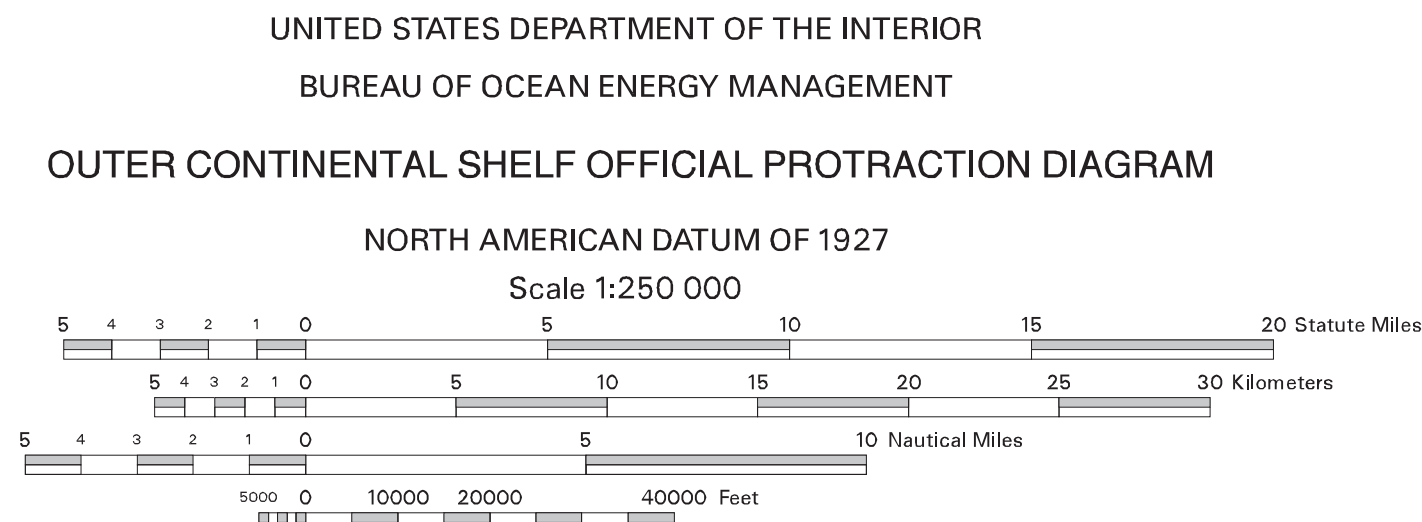 UNITED STATES DEPARTMENT OF THE INTERIOR
BUREAU OF OCEAN ENERGY MANAGEMENT
OUTER CONTINENTAL SHELF OFFICIAL PROTRACTION DIAGRAM
NORTH AMERICAN DATUM OF 1927
Scale 1:250 000
5 4 3 2 1 0 5 10 15 20 Statute Miles
5 4 3 2 1 0 5 10 15 20 25 30 Kilometers
5 4 3 2 1 0 5 10 Nautical Miles
5000 0 10000 20000 40000 Feet